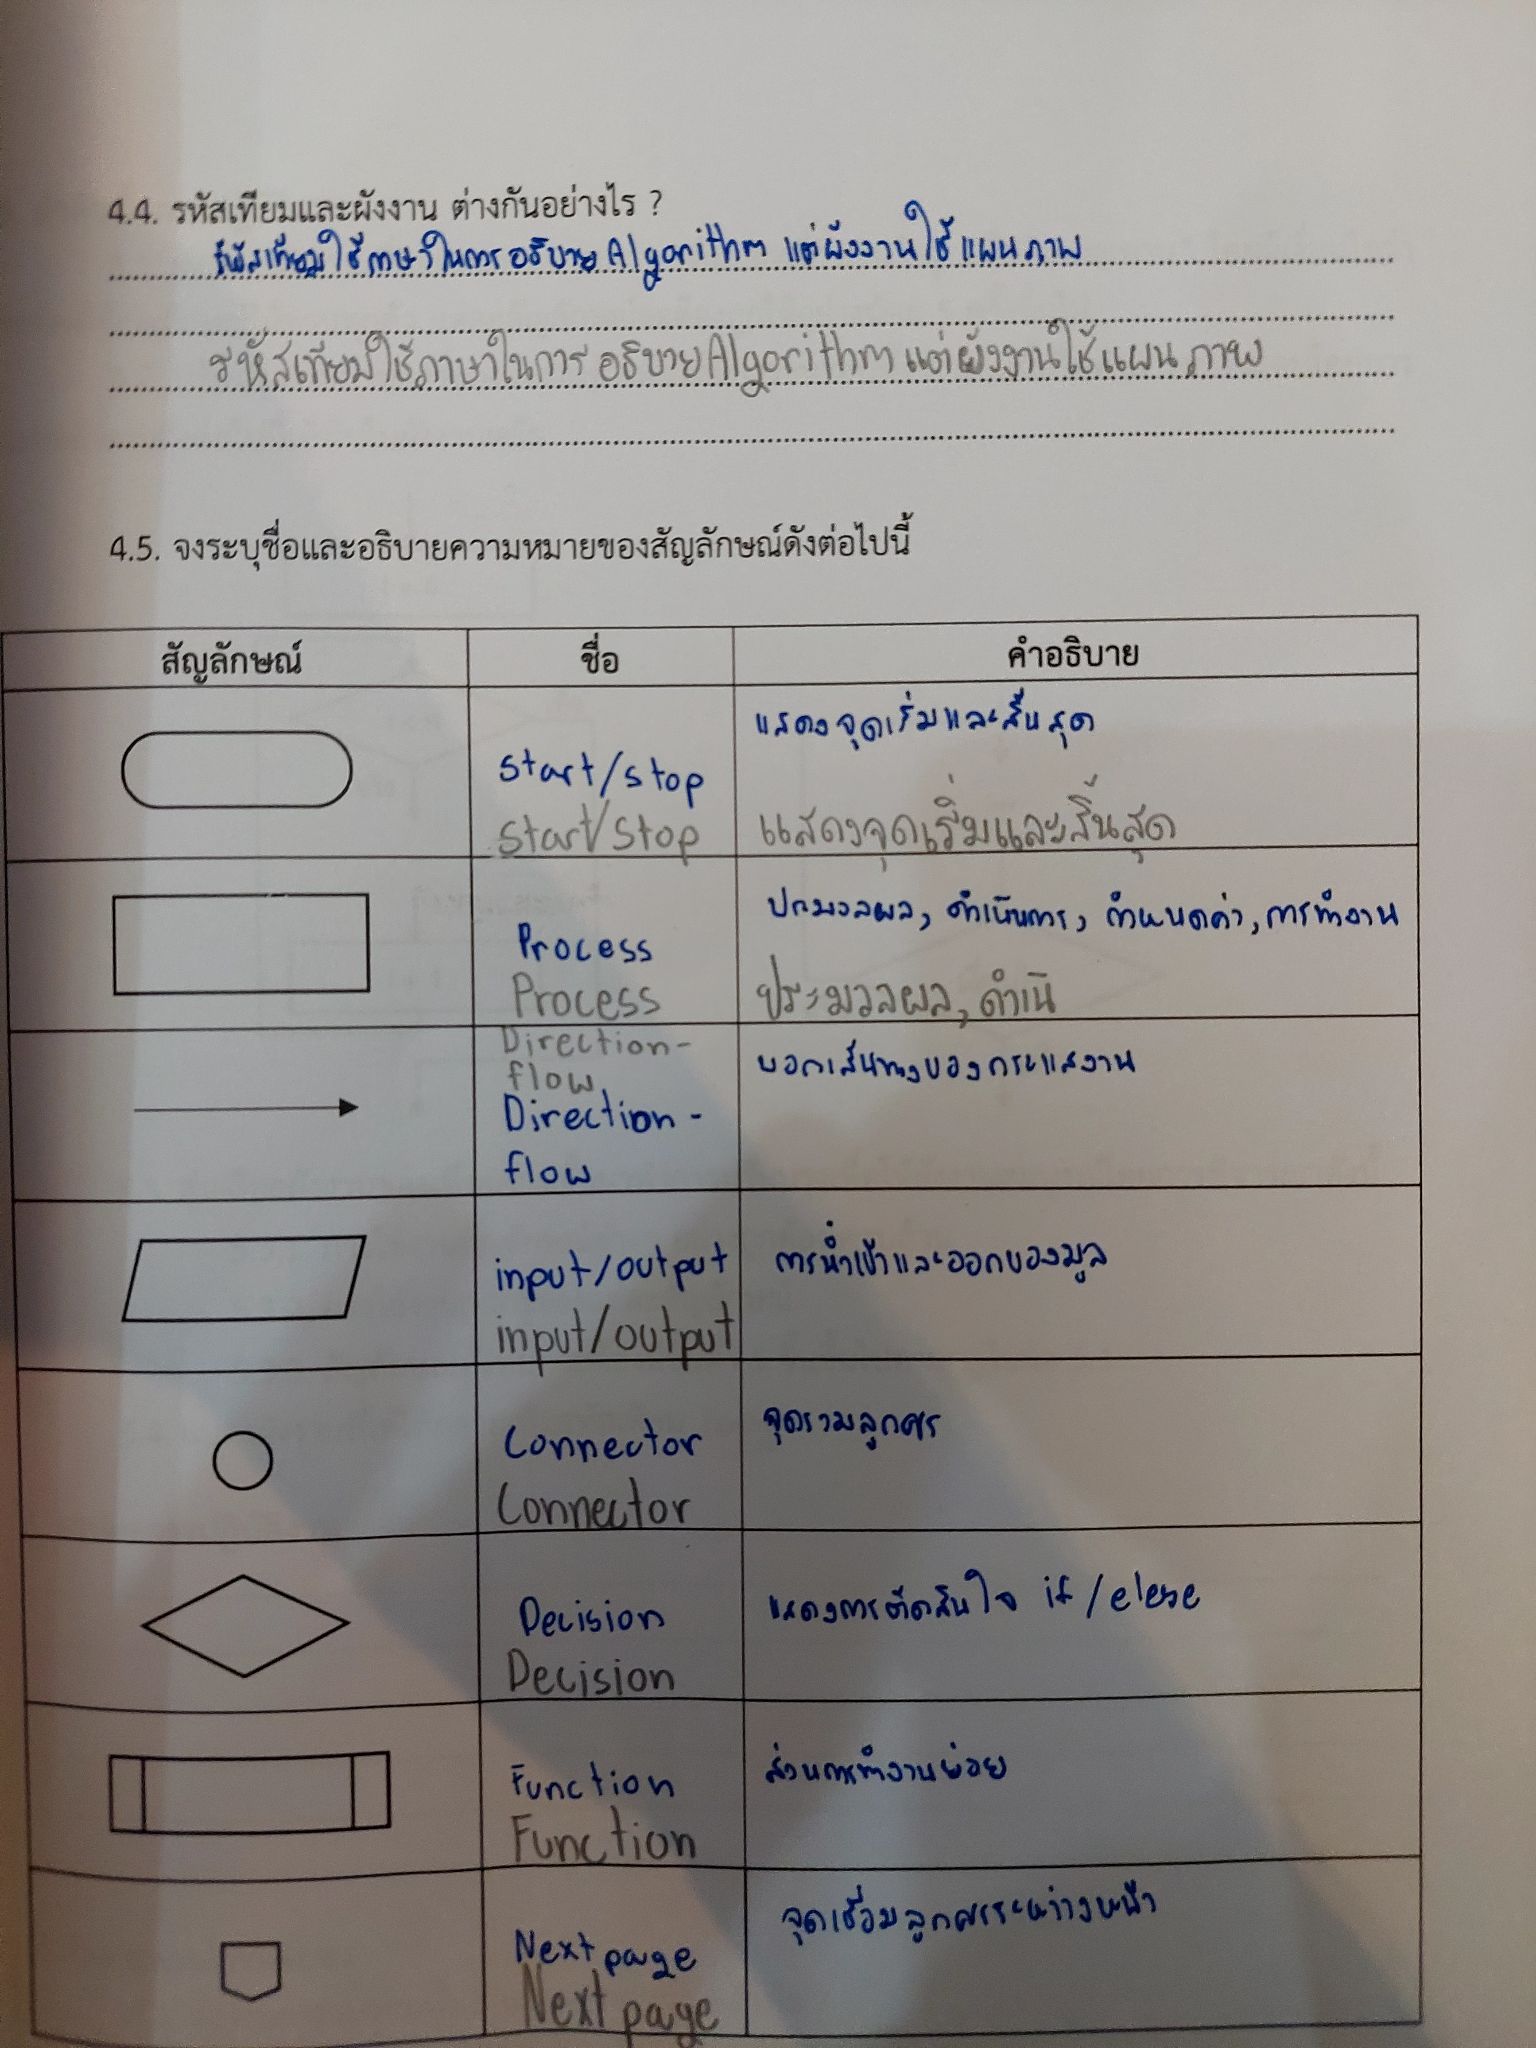 4.4. รหัสเทียมและผังงาน ต่างกันอย่างไร ?
รหัสเทียมใช้ภาษาในการอธิบาย Algorithm แต่ผังงานใช้แผนภาพ
รหัสเทียมใช้ภาษาในการอธิบาย Algorithm แต่ผังงานใช้แผนภาพ
4.5. จงระบุชื่อและอธิบายความหมายของสัญลักษณ์ดังต่อไปนี้
สัญลักษณ์ ชื่อ คำอธิบาย
แสดงจุดเริ่มและสิ้นสุด
Start/Stop
Start/Stop แสดงจุดเริ่มและสิ้นสุด
Process ประมวลผล, ดำเนินการ, กำหนดค่า, การทำงาน
Process ประมวลผล, ดำเนิ
Direction-
flow บอกเส้นทางของกระแสงาน
Direction-
flow
input/output การนำเข้าและออกของมูล
input/output
Connector จุดรวมลูกศร
Connector
Decision แสดงการตัดสินใจ if/elese
Decision
Function ส่วนการทำงานย่อย
Function
Next page จุดเชื่อมลูกศรระหว่างหน้า
Next page